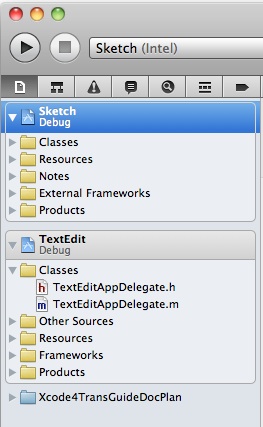 Sketch (Intel)
Sketch
Debug
Classes
Resources
Notes
External Frameworks
Products
TextEdit
Debug
Classes
h TextEditAppDelegate.h
m TextEditAppDelegate.m
Other Sources
Resources
Frameworks
Products
Xcode4TransGuideDocPlan